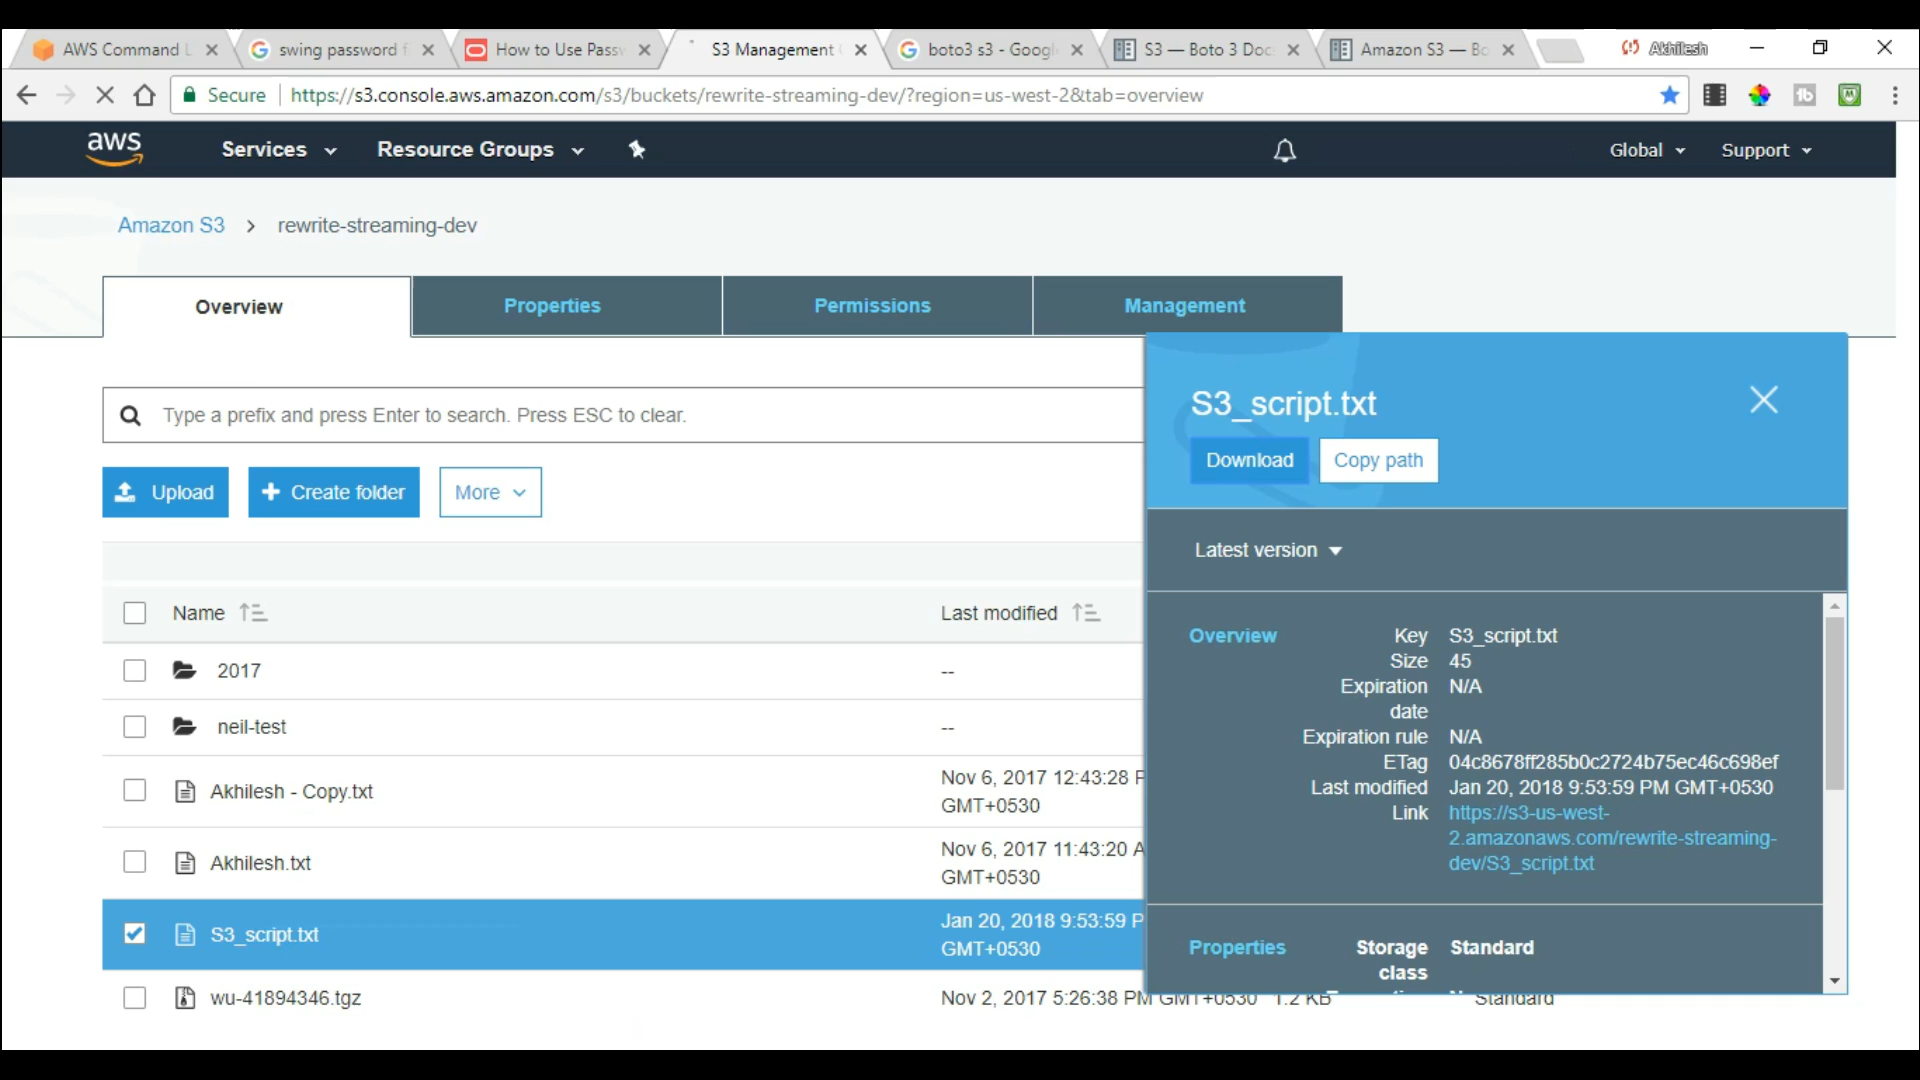 AWS Command L
swing password f
How to Use Passw
S3 Management
boto3 s3 - Googl
S3 — Boto 3 Doc
Amazon S3 — Bo
Akhilesh
Secure
https://s3.console.aws.amazon.com/s3/buckets/rewrite-streaming-dev/?region=us-west-2&tab=overview
aws
Services
Resource Groups
Global
Support
Amazon S3 > rewrite-streaming-dev
Overview
Properties
Permissions
Management
Type a prefix and press Enter to search. Press ESC to clear.
Upload
+ Create folder
More
Name
Last modified
2017
--
neil-test
--
Akhilesh - Copy.txt
Nov 6, 2017 12:43:28 P
GMT+0530
Akhilesh.txt
Nov 6, 2017 11:43:20 A
GMT+0530
S3_script.txt
Jan 20, 2018 9:53:59 P
GMT+0530
wu-41894346.tgz
Nov 2, 2017 5:26:38 PM GMT+0530
1.2 KB
Standard
S3_script.txt
Download
Copy path
Latest version
Overview
Key S3_script.txt
Size 45
Expiration N/A
date
Expiration rule N/A
ETag 04c8678ff285b0c2724b75ec46c698ef
Last modified Jan 20, 2018 9:53:59 PM GMT+0530
Link https://s3-us-west-
2.amazonaws.com/rewrite-streaming-
dev/S3_script.txt
Properties
Storage Standard
class